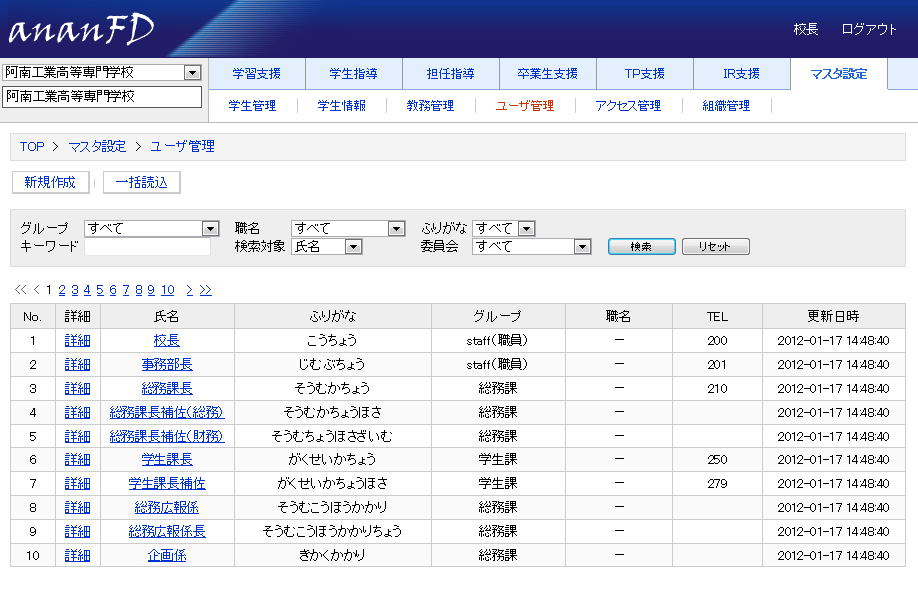 ananFD
校長 ログアウト
阿南工業高等専門学校
阿南工業高等専門学校
学習支援 学生指導 担任指導 卒業生支援 TP支援 IR支援 マスタ設定
学生管理 学生情報 教務管理 ユーザ管理 アクセス管理 組織管理
TOP > マスタ設定 > ユーザ管理
新規作成 一括読込
グループ すべて 職名 すべて ふりがな すべて
キーワード 検索対象 氏名 委員会 すべて 検索 リセット
<< < 1 2 3 4 5 6 7 8 9 10 > >>
No. 詳細 氏名 ふりがな グループ 職名 TEL 更新日時
1 詳細 校長 こうちょう staff(職員) ー 200 2012-01-17 14:48:40
2 詳細 事務部長 じむぶちょう staff(職員) ー 201 2012-01-17 14:48:40
3 詳細 総務課長 そうむかちょう 総務課 ー 210 2012-01-17 14:48:40
4 詳細 総務課長補佐(総務) そうむかちょうほさ 総務課 ー 2012-01-17 14:48:40
5 詳細 総務課長補佐(財務) そうむちょうほさざいむ 総務課 ー 2012-01-17 14:48:40
6 詳細 学生課長 がくせいかちょう 学生課 ー 250 2012-01-17 14:48:40
7 詳細 学生課長補佐 がくせいかちょうほさ 学生課 ー 279 2012-01-17 14:48:40
8 詳細 総務広報係 そうむこうほうかかり 総務課 ー 2012-01-17 14:48:40
9 詳細 総務広報係長 そうむこうほうかかりちょう 総務課 ー 2012-01-17 14:48:40
10 詳細 企画係 きかくかかり 総務課 ー 2012-01-17 14:48:40